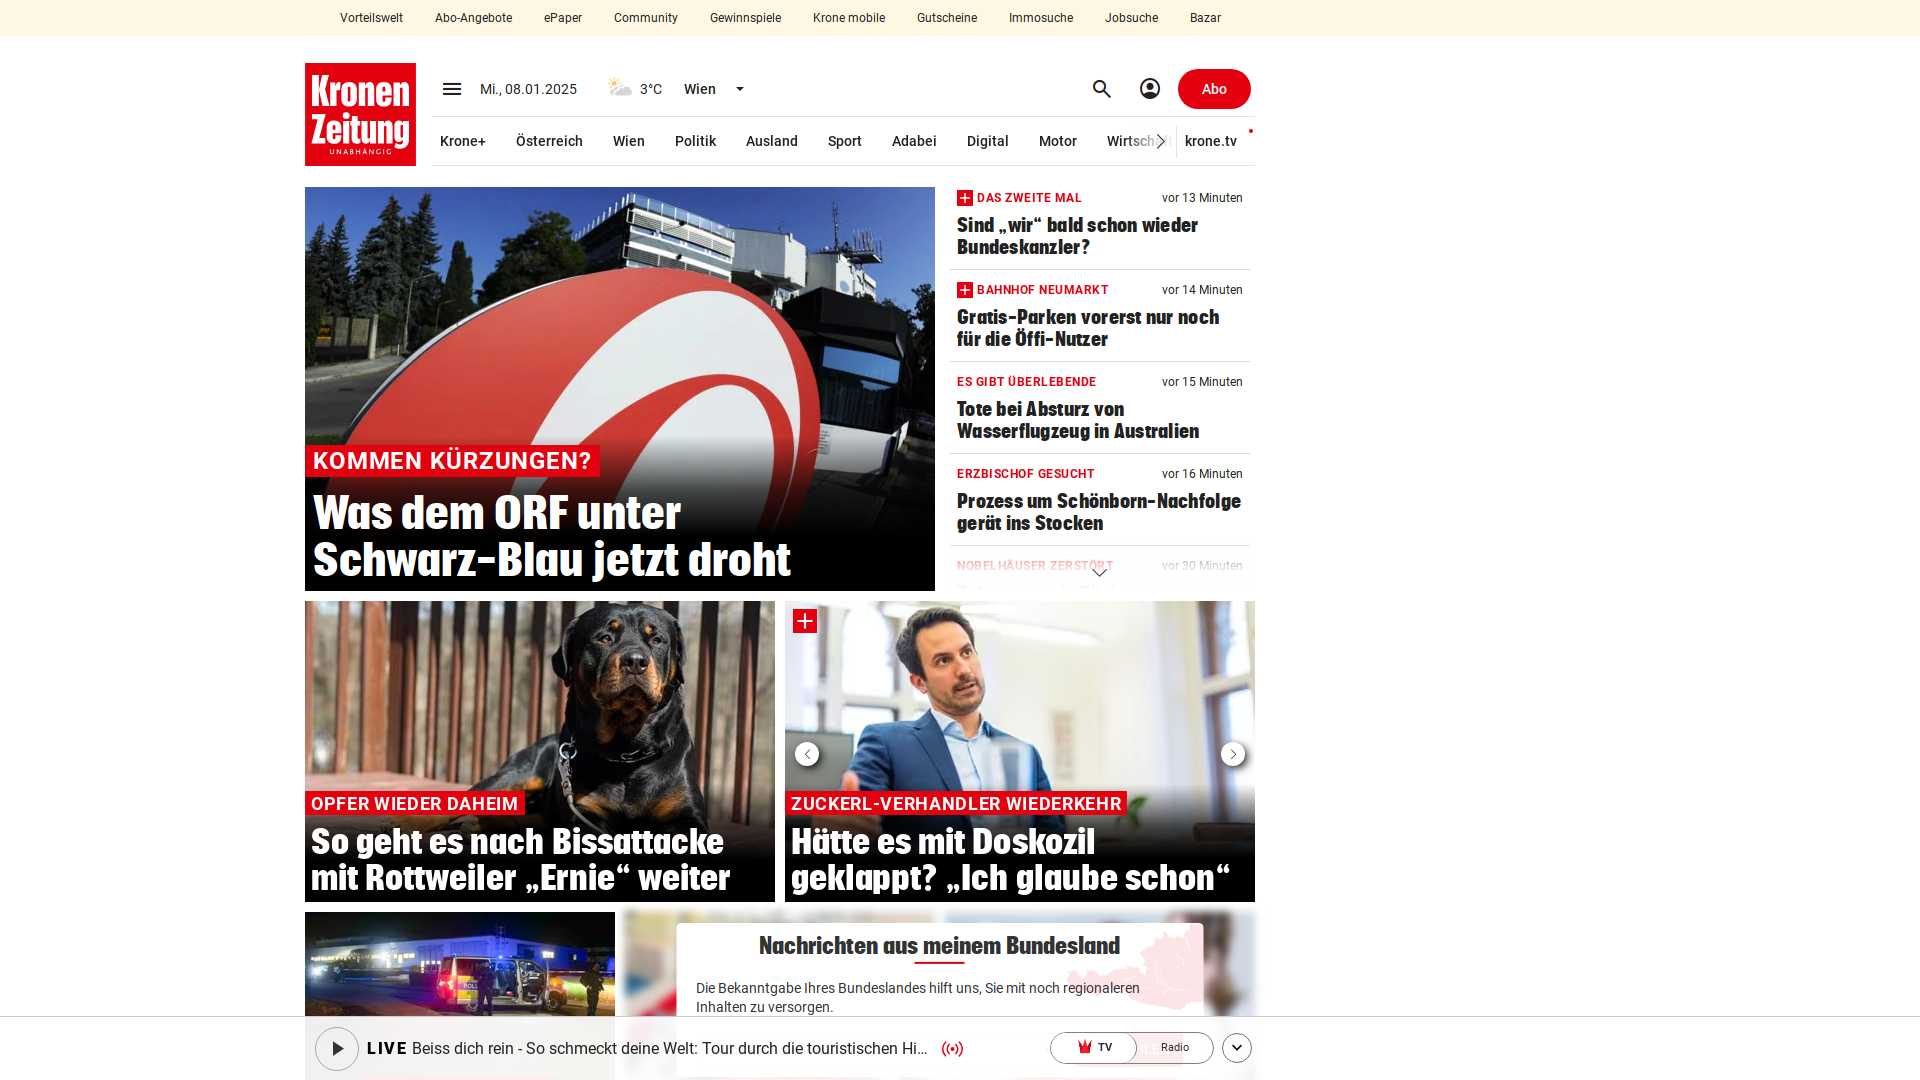 Vorteilswelt Abo-Angebote ePaper Community Gewinnspiele Krone mobile Gutscheine Immosuche Jobsuche Bazar
Kronen
Zeitung
UNABHÄNGIG
Mi., 08.01.2025 3°C Wien Abo
Krone+ Österreich Wien Politik Ausland Sport Adabei Digital Motor krone.tv
KOMMEN KÜRZUNGEN?
Was dem ORF unter
Schwarz-Blau jetzt droht
DAS ZWEITE MAL vor 13 Minuten
Sind „wir“ bald schon wieder
Bundeskanzler?
BAHNHOF NEUMARKT vor 14 Minuten
Gratis-Parken vorerst nur noch
für die Öffi-Nutzer
ES GIBT ÜBERLEBENDE vor 15 Minuten
Tote bei Absturz von
Wasserflugzeug in Australien
ERZBISCHOF GESUCHT vor 16 Minuten
Prozess um Schönborn-Nachfolge
gerät ins Stocken
NOBELHÄUSER ZERSTÖRT vor 30 Minuten
OPFER WIEDER DAHEIM
So geht es nach Bissattacke
mit Rottweiler „Ernie“ weiter
ZUCKERL-VERHANDLER WIEDERKEHR
Hätte es mit Doskozil
geklappt? „Ich glaube schon“
Nachrichten aus meinem Bundesland
Die Bekanntgabe Ihres Bundeslandes hilft uns, Sie mit noch regionaleren
Inhalten zu versorgen.
LIVE Beiss dich rein - So schmeckt deine Welt: Tour durch die touristischen Hi... TV Radio